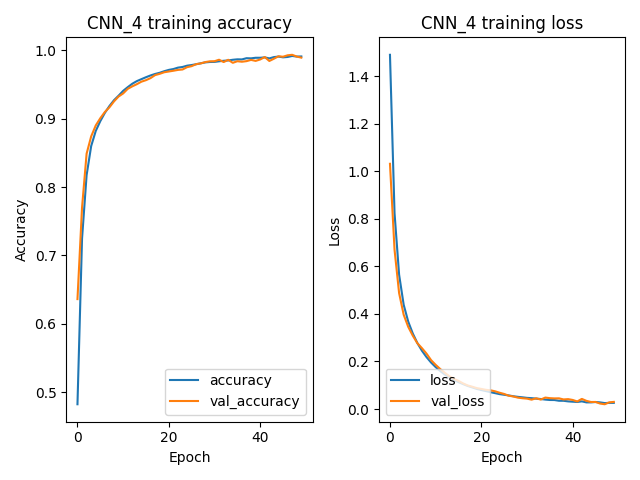 CNN_4 training accuracy
1.0
0.9
0.8
0.7
0.6
0.5
Accuracy
0 20 40
Epoch
accuracy
val_accuracy
CNN_4 training loss
1.4
1.2
1.0
0.8
0.6
0.4
0.2
0.0
Loss
0 20 40
Epoch
loss
val_loss